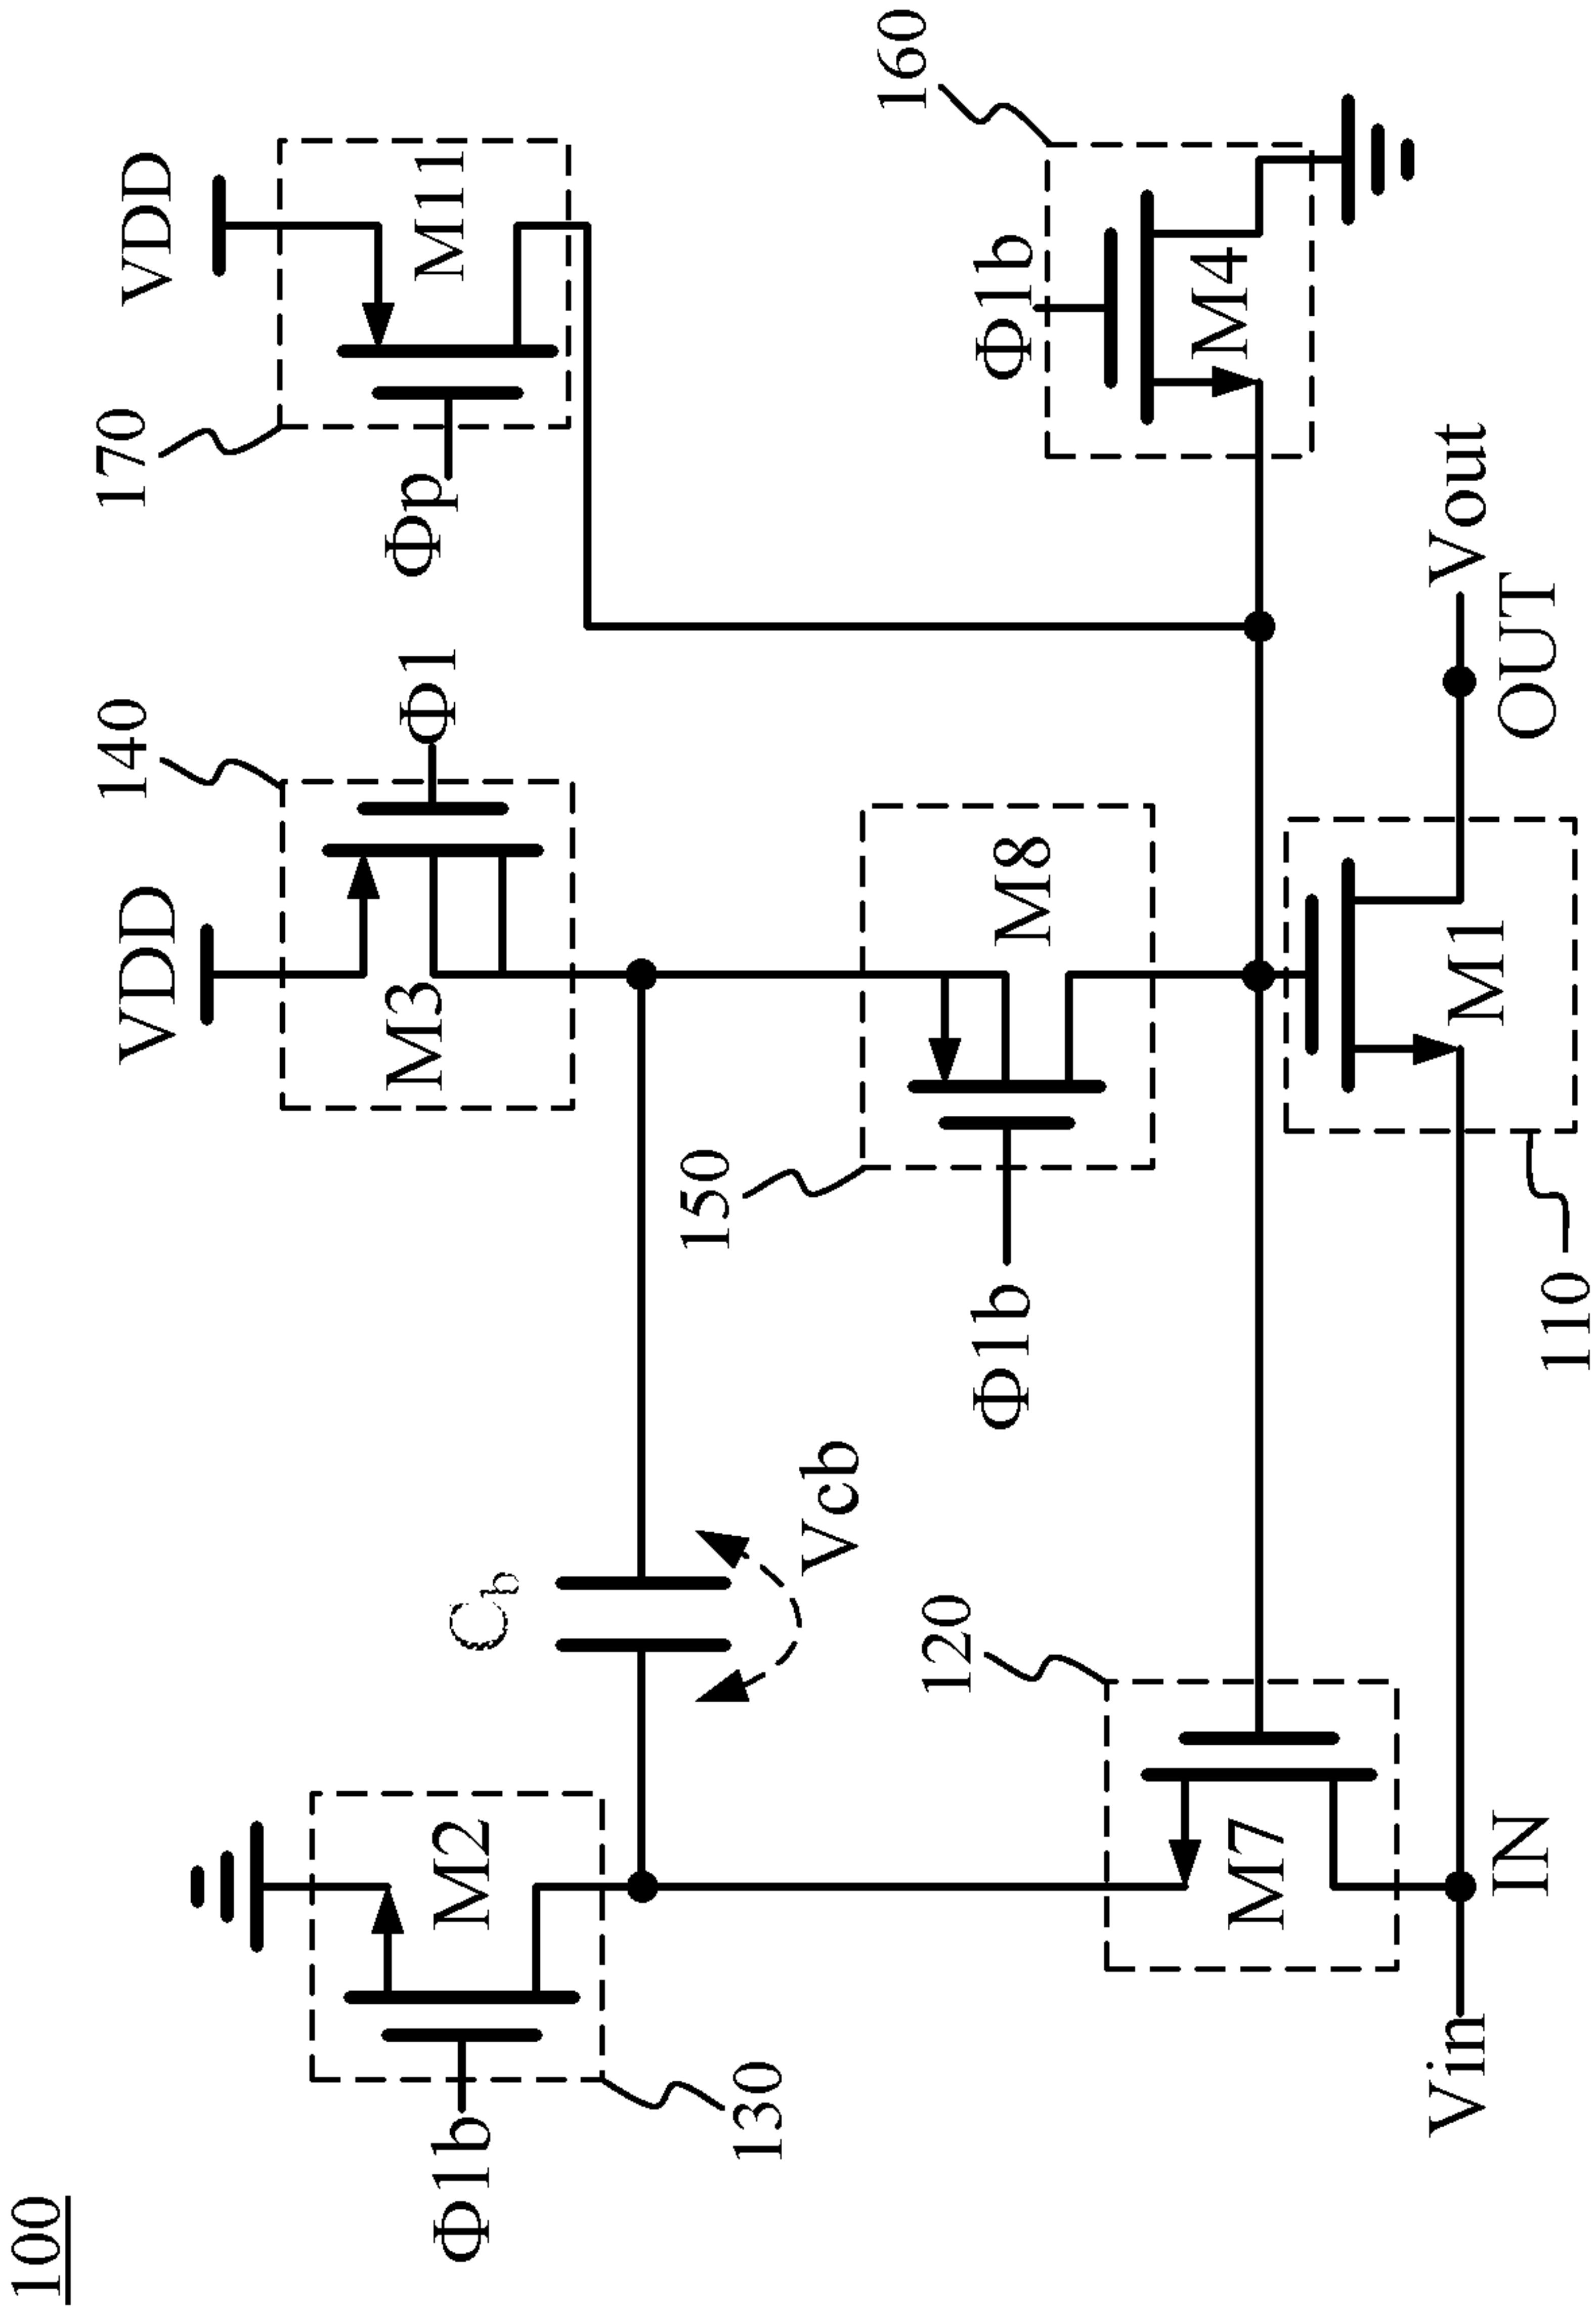 100
VDD
VDD
170
140
M11
Φp
Φ1
M3
M2
Φ1b
130
Cb
Vcb
150
M8
Φ1b
160
Φ1b
M4
120
M7
M1
110
Vin
IN
Vout
OUT